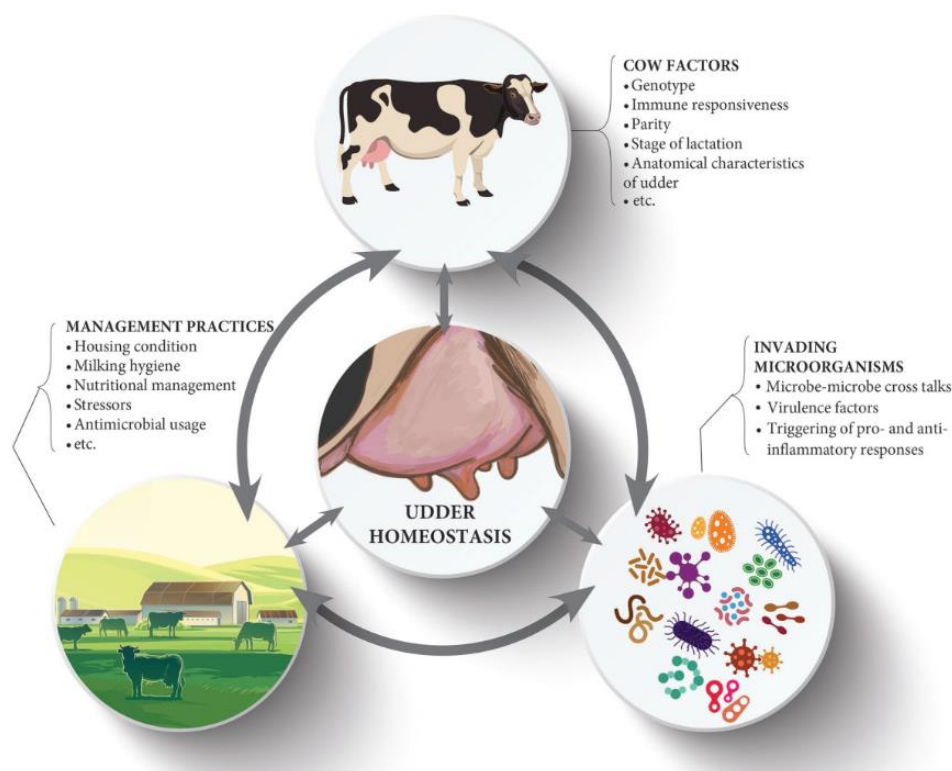 COW FACTORS
• Genotype
• Immune responsiveness
• Parity
• Stage of lactation
• Anatomical characteristics
of udder
• etc.
MANAGEMENT PRACTICES
• Housing condition
• Milking hygiene
• Nutritional management
• Stressors
• Antimicrobial usage
• etc.
INVADING
MICROORGANISMS
• Microbe-microbe cross talks
• Virulence factors
• Triggering of pro- and anti-
inflammatory responses
UDDER
HOMESTASIS